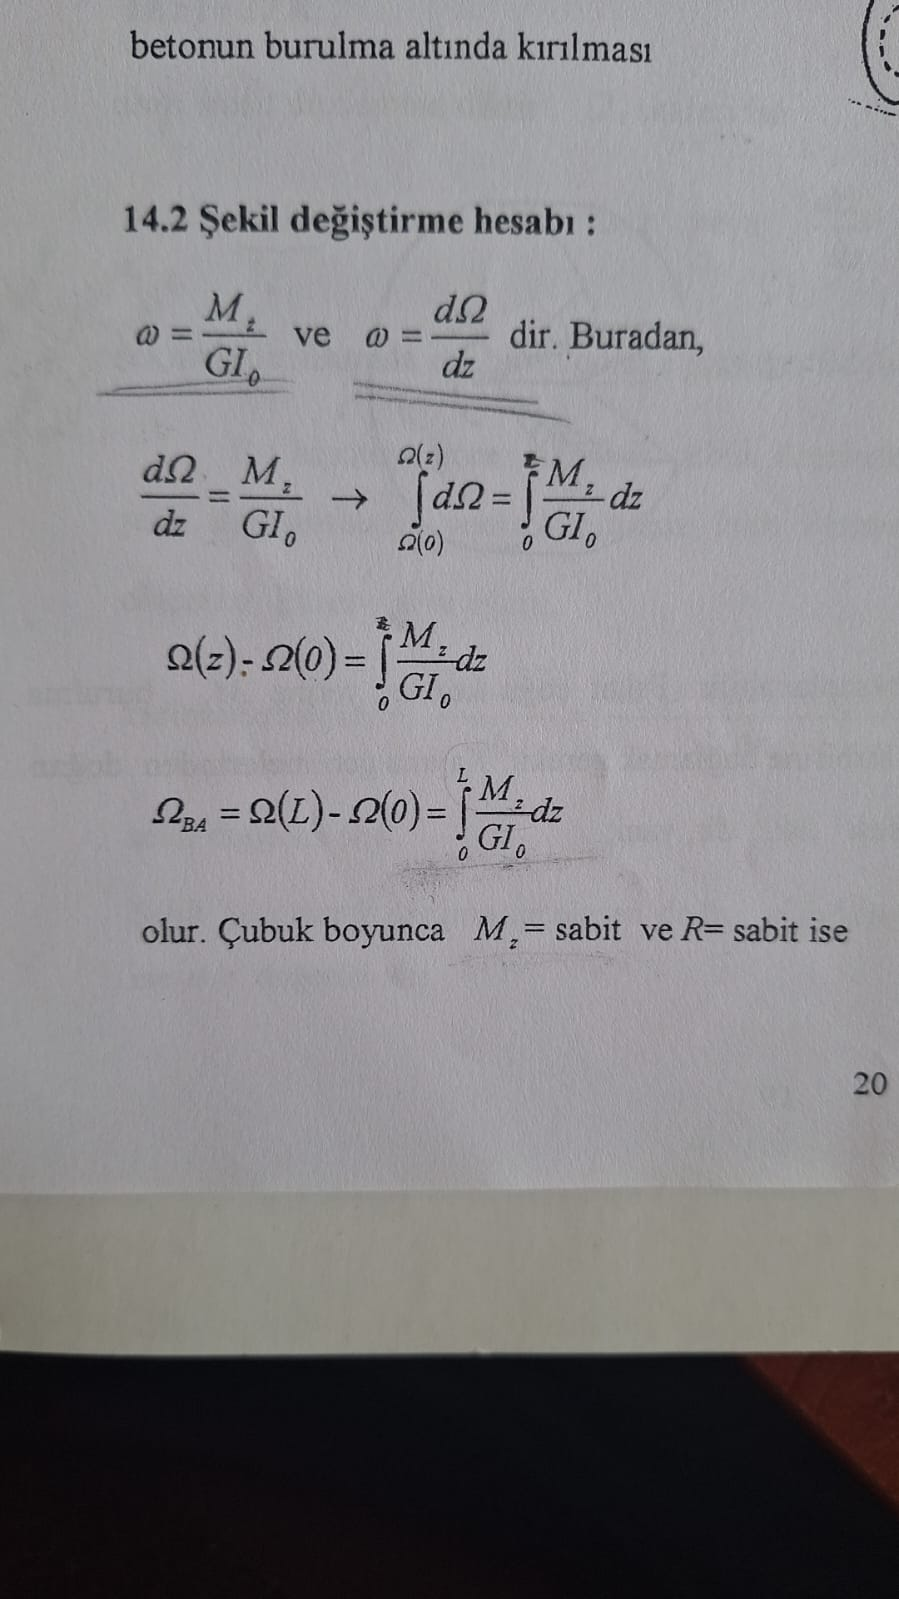 betonun burulma altında kırılması
14.2 Şekil değiştirme hesabı :
ω = M_z / GI_0 ve ω = dΩ / dz dir. Buradan,
dΩ / dz = M_z / GI_0 → ∫_{Ω(0)}^{Ω(z)} dΩ = ∫_0^z M_z / GI_0 dz
Ω(z) - Ω(0) = ∫_0^z M_z / GI_0 dz
Ω_BA = Ω(L) - Ω(0) = ∫_0^L M_z / GI_0 dz
olur. Çubuk boyunca M_z = sabit ve R= sabit ise
20